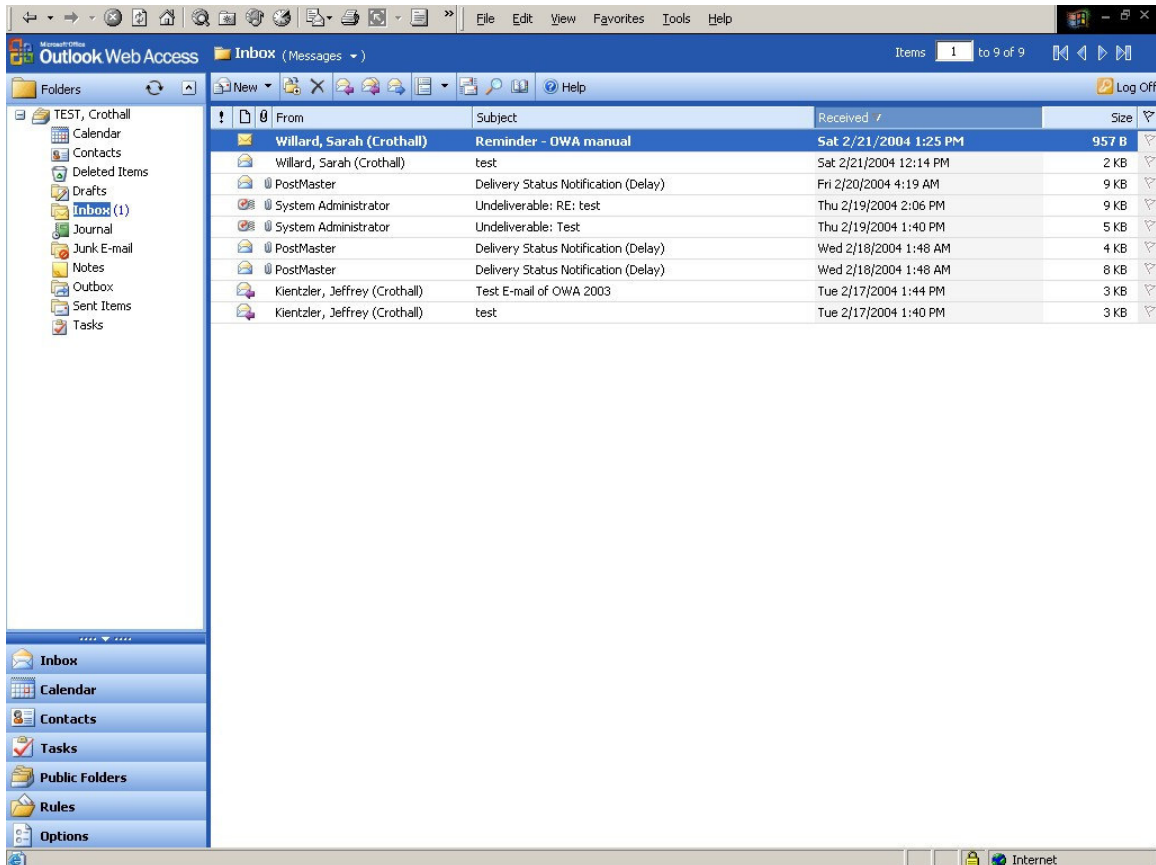 » File Edit View Favorites Tools Help
Microsoft Office
Outlook Web Access Inbox (Messages ) Items 1 to 9 of 9
Folders New Help Log Off
! From Subject Received Size
TEST, Crothall
Calendar
Contacts
Deleted Items
Drafts
Inbox (1)
Journal
Junk E-mail
Notes
Outbox
Sent Items
Tasks
Willard, Sarah (Crothall) Reminder - OWA manual Sat 2/21/2004 1:25 PM 957 B
Willard, Sarah (Crothall) test Sat 2/21/2004 12:14 PM 2 KB
PostMaster Delivery Status Notification (Delay) Fri 2/20/2004 4:19 AM 9 KB
System Administrator Undeliverable: RE: test Thu 2/19/2004 2:06 PM 9 KB
System Administrator Undeliverable: Test Thu 2/19/2004 1:40 PM 5 KB
PostMaster Delivery Status Notification (Delay) Wed 2/18/2004 1:48 AM 4 KB
PostMaster Delivery Status Notification (Delay) Wed 2/18/2004 1:48 AM 8 KB
Kientzler, Jeffrey (Crothall) Test E-mail of OWA 2003 Tue 2/17/2004 1:44 PM 3 KB
Kientzler, Jeffrey (Crothall) test Tue 2/17/2004 1:40 PM 3 KB
Inbox
Calendar
Contacts
Tasks
Public Folders
Rules
Options
Internet